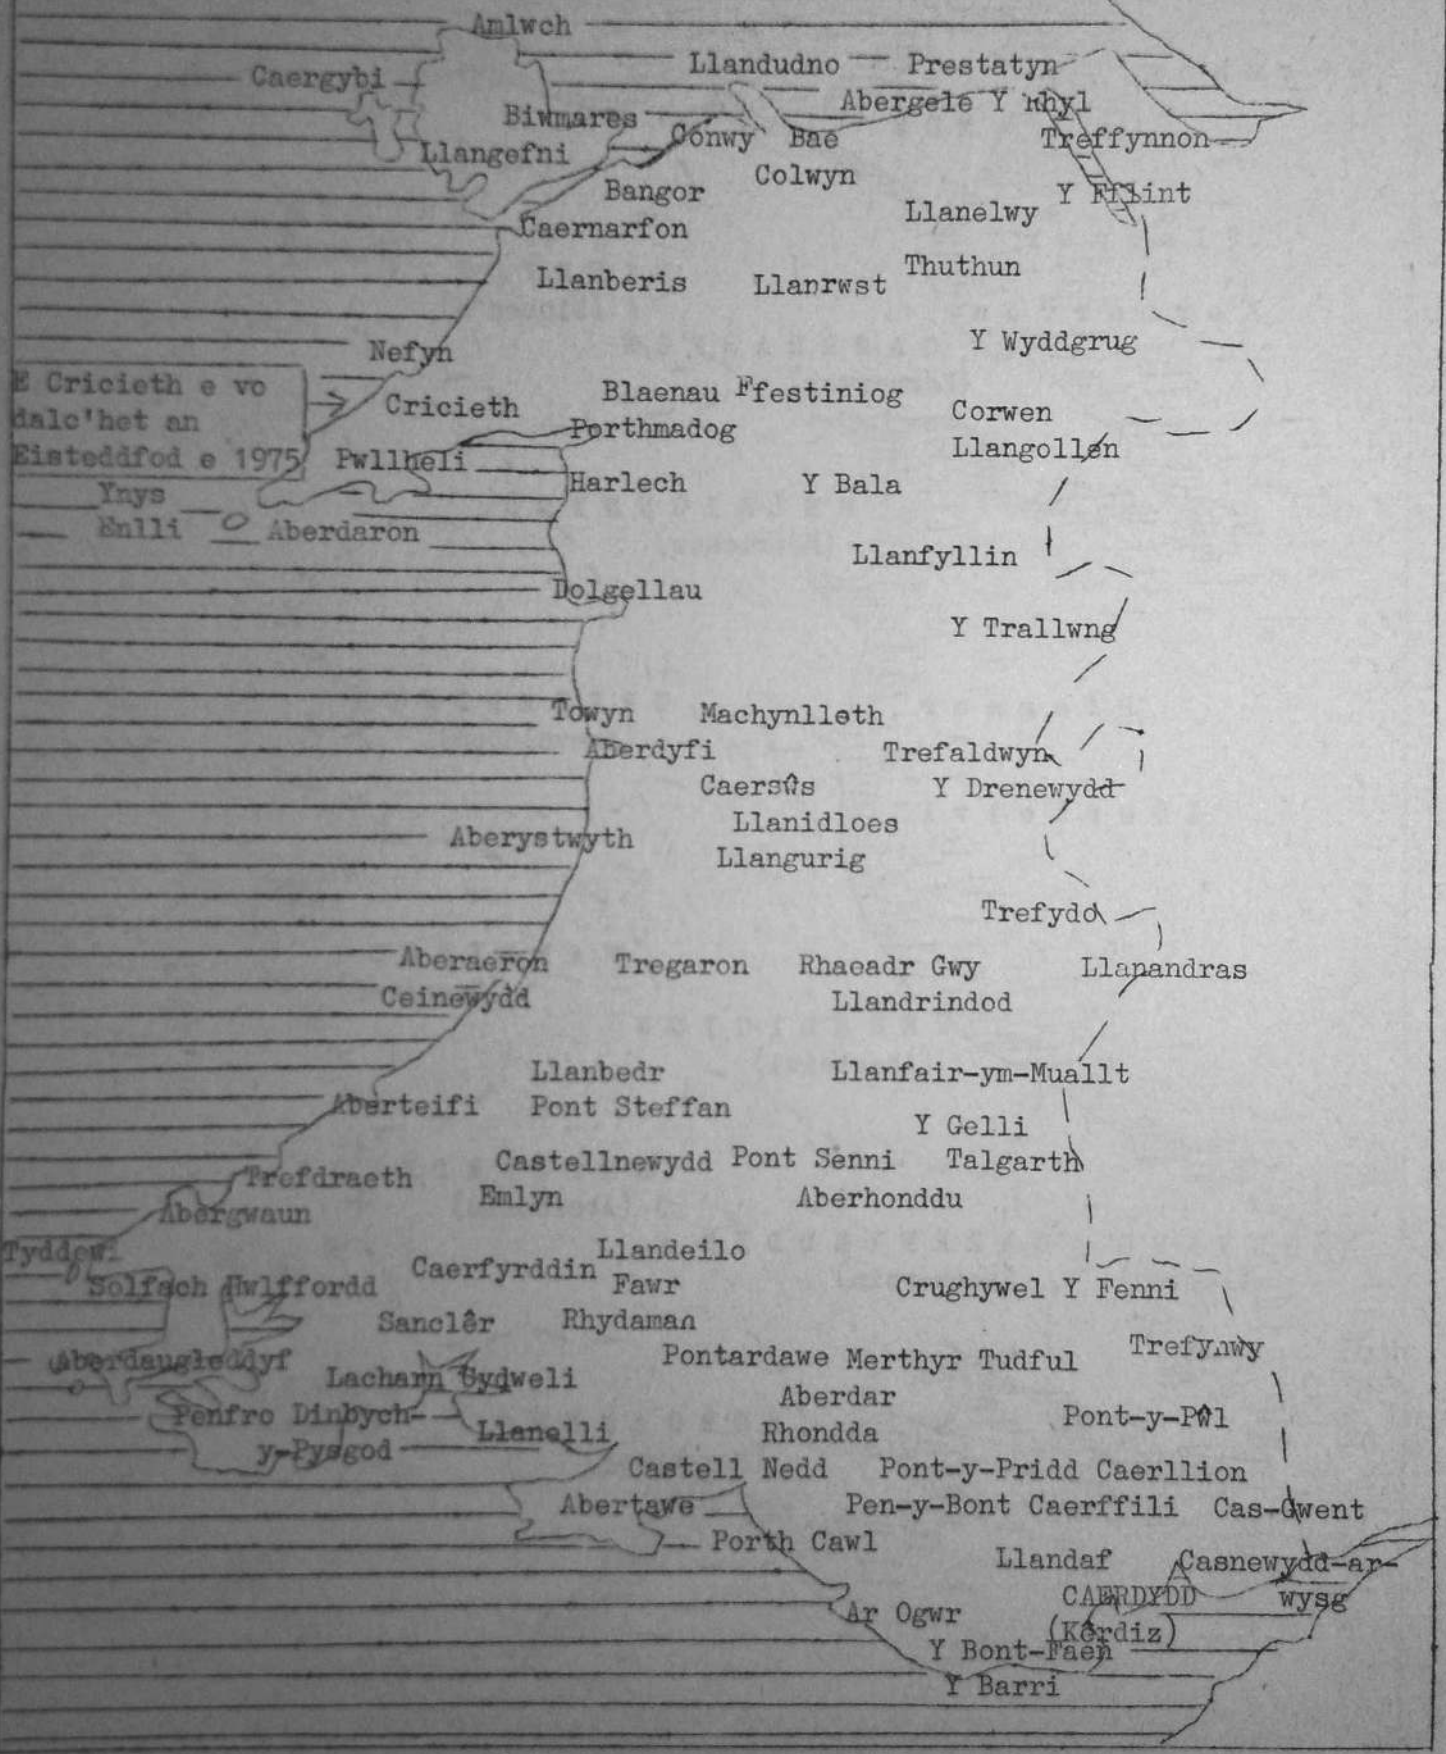 Amlwch
Llandudno Prestatyn
Caergybi
Abergele Y Rhyl
Biwmares
Conwy Bae
Treffynnon
Llangefni
Colwyn
Bangor
Y Fflint
Llanelwy
Caernarfon
Thuthun
Llanberis Llanrwst
Y Wyddgrug
Nefyn
E Cricieth e vo
dalc'het an
Eisteddfod e 1975
Blaenau Ffestiniog
Cricieth
Corwen
Porthmadog
Llangollen
Pwllheli
Harlech Y Bala
Ynys
Enlli
Aberdaron
Llanfyllin
Dolgellau
Y Trallwng
Towyn Machynlleth
Aberdyfi Trefaldwyn
Caersûs Y Drenewydd
Llanidloes
Aberystwyth
Llangurig
Trefydd
Aberaeron Tregaron Rhaeadr Gwy Llanandras
Ceinewydd Llandrindod
Llanbedr Llanfair-ym-Muallt
Aberteifi Pont Steffan
Y Gelli
Castellnewydd Pont Senni Talgarth
Trefdraeth
Emlyn Aberhonddu
Abergwaun
Tyddewi Llandeilo
Caerfyrddin Fawr
Solfach Hwlffordd
Crughywel Y Fenni
Sanclêr Rhydaman
Trefynwy
Aberdaugleddyf Pontardawe Merthyr Tudful
Lacharn Cydweli
Aberdar
Penfro Dinbych-
y-Pysgod
Pont-y-Pŵl
Llanelli Rhondda
Castell Nedd Pont-y-Pridd Caerllion
Abertawe Pen-y-Bont Caerffili Cas-Gwent
Porth Cawl
Llandaf Casnewydd-ar-
wysg
CAERDYDD
(Kerdiz)
Ar Ogwr
Y Bont-Faen
Y Barri